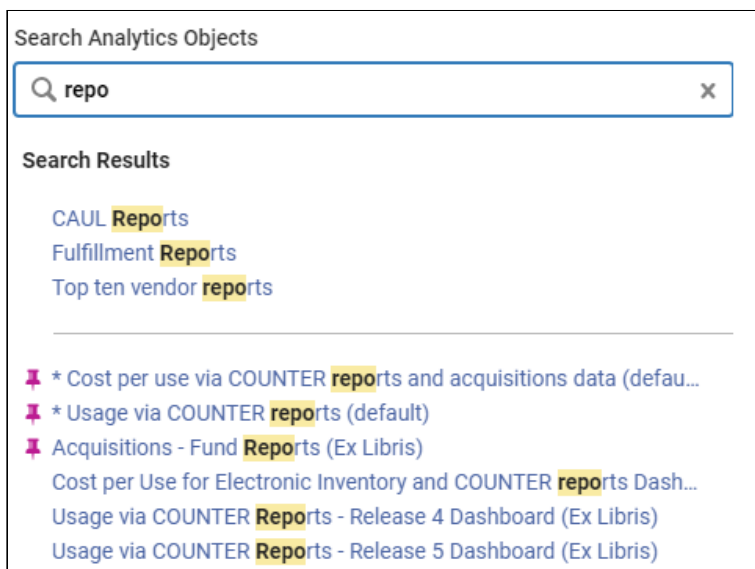 Search Analytics Objects
repo
Search Results
CAUL Reports
Fulfillment Reports
Top ten vendor reports
* Cost per use via COUNTER reports and acquisitions data (defau...
* Usage via COUNTER reports (default)
Acquisitions - Fund Reports (Ex Libris)
Cost per Use for Electronic Inventory and COUNTER reports Dash...
Usage via COUNTER Reports - Release 4 Dashboard (Ex Libris)
Usage via COUNTER Reports - Release 5 Dashboard (Ex Libris)